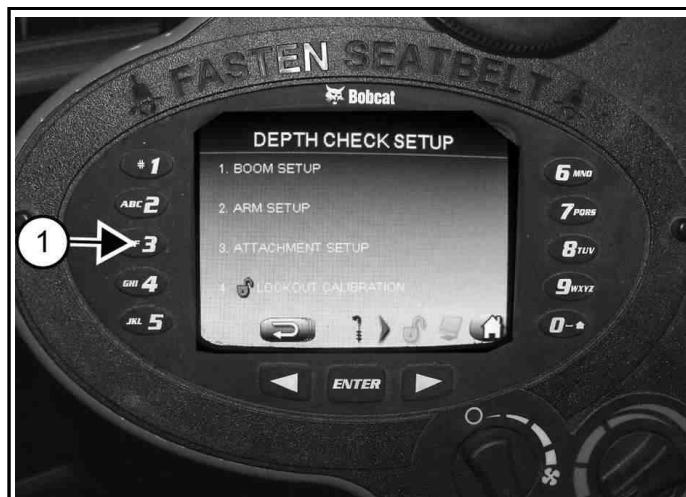 FASTEN SEATBELT
Bobcat
DEPTH CHECK SETUP
1. BOOM SETUP
2. ARM SETUP
3. ATTACHMENT SETUP
4. LOCKOUT CALIBRATION
# 1
ABC 2
1
F 3
GHI 4
JKL 5
6 MNO
7 PQRS
8 TUV
9 WXYZ
0
ENTER